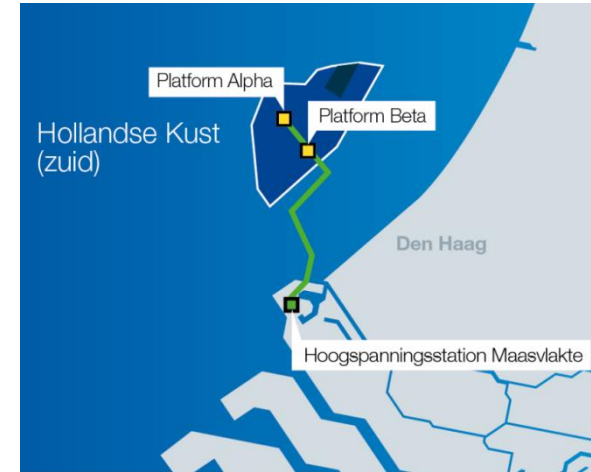 Platform Alpha
Platform Beta
Hollandse Kust
(zuid)
Den Haag
Hoogspanningsstation Maasvlakte